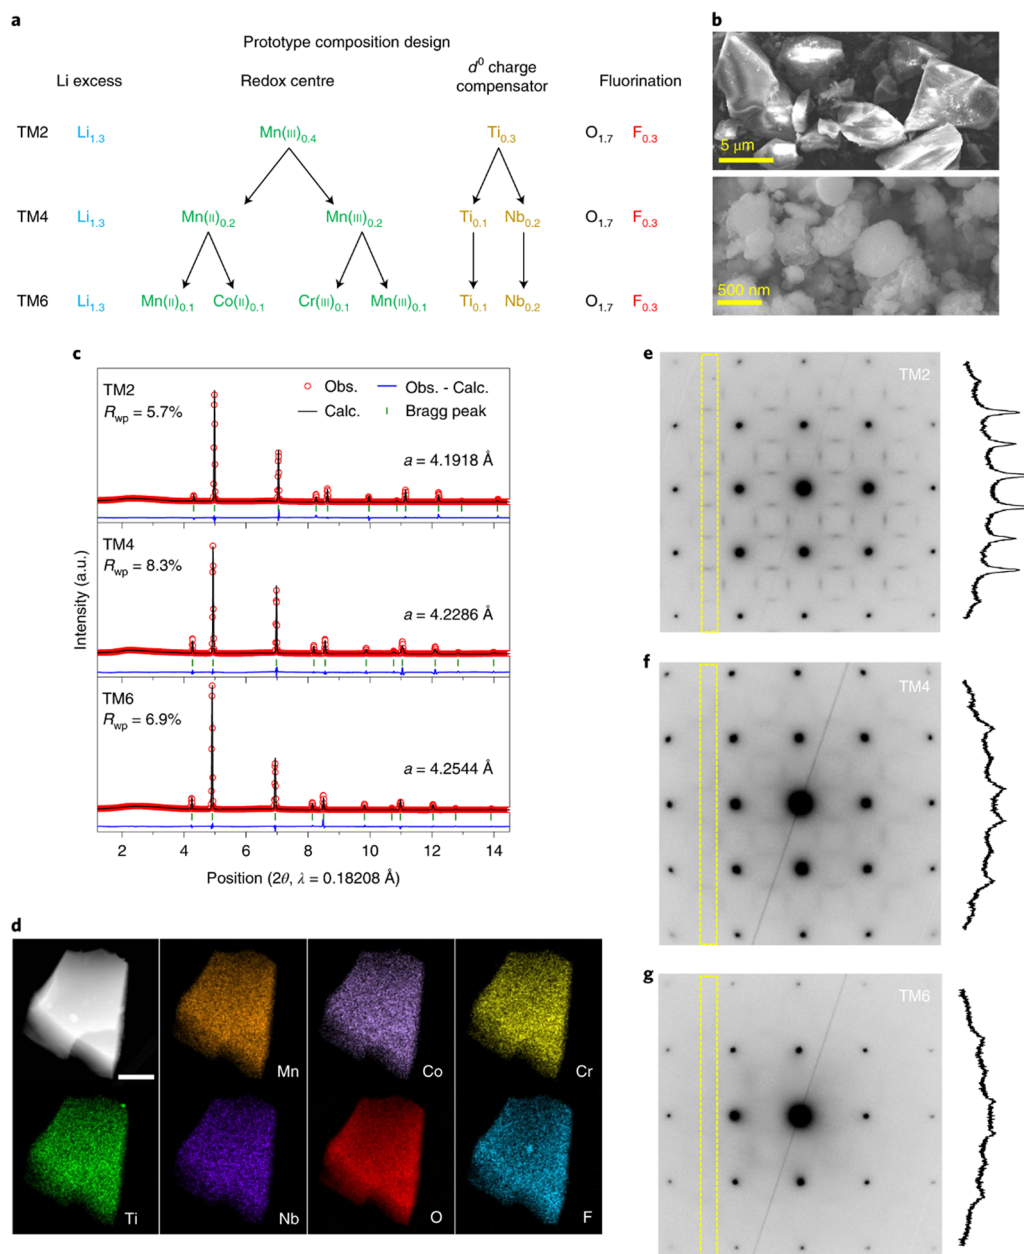 a
Prototype composition design
Li excess
Redox centre
d⁰ charge
compensator
Fluorination
TM2 Li₁.₃ Mn(III)₀.₄ Ti₀.₃ O₁.₇ F₀.₃
TM4 Li₁.₃ Mn(II)₀.₂ Mn(III)₀.₂ Ti₀.₁ Nb₀.₂ O₁.₇ F₀.₃
TM6 Li₁.₃ Mn(II)₀.₁ Co(II)₀.₁ Cr(III)₀.₁ Mn(III)₀.₁ Ti₀.₁ Nb₀.₂ O₁.₇ F₀.₃
b
5 μm
500 nm
c
TM2
R_wp = 5.7%
Obs.
Obs. - Calc.
Calc.
Bragg peak
a = 4.1918 Å
TM4
R_wp = 8.3%
a = 4.2286 Å
TM6
R_wp = 6.9%
a = 4.2544 Å
Intensity (a.u.)
2 4 6 8 10 12 14
Position (2θ, λ = 0.18208 Å)
d
Mn
Co
Cr
Ti
Nb
O
F
e
TM2
f
TM4
g
TM6